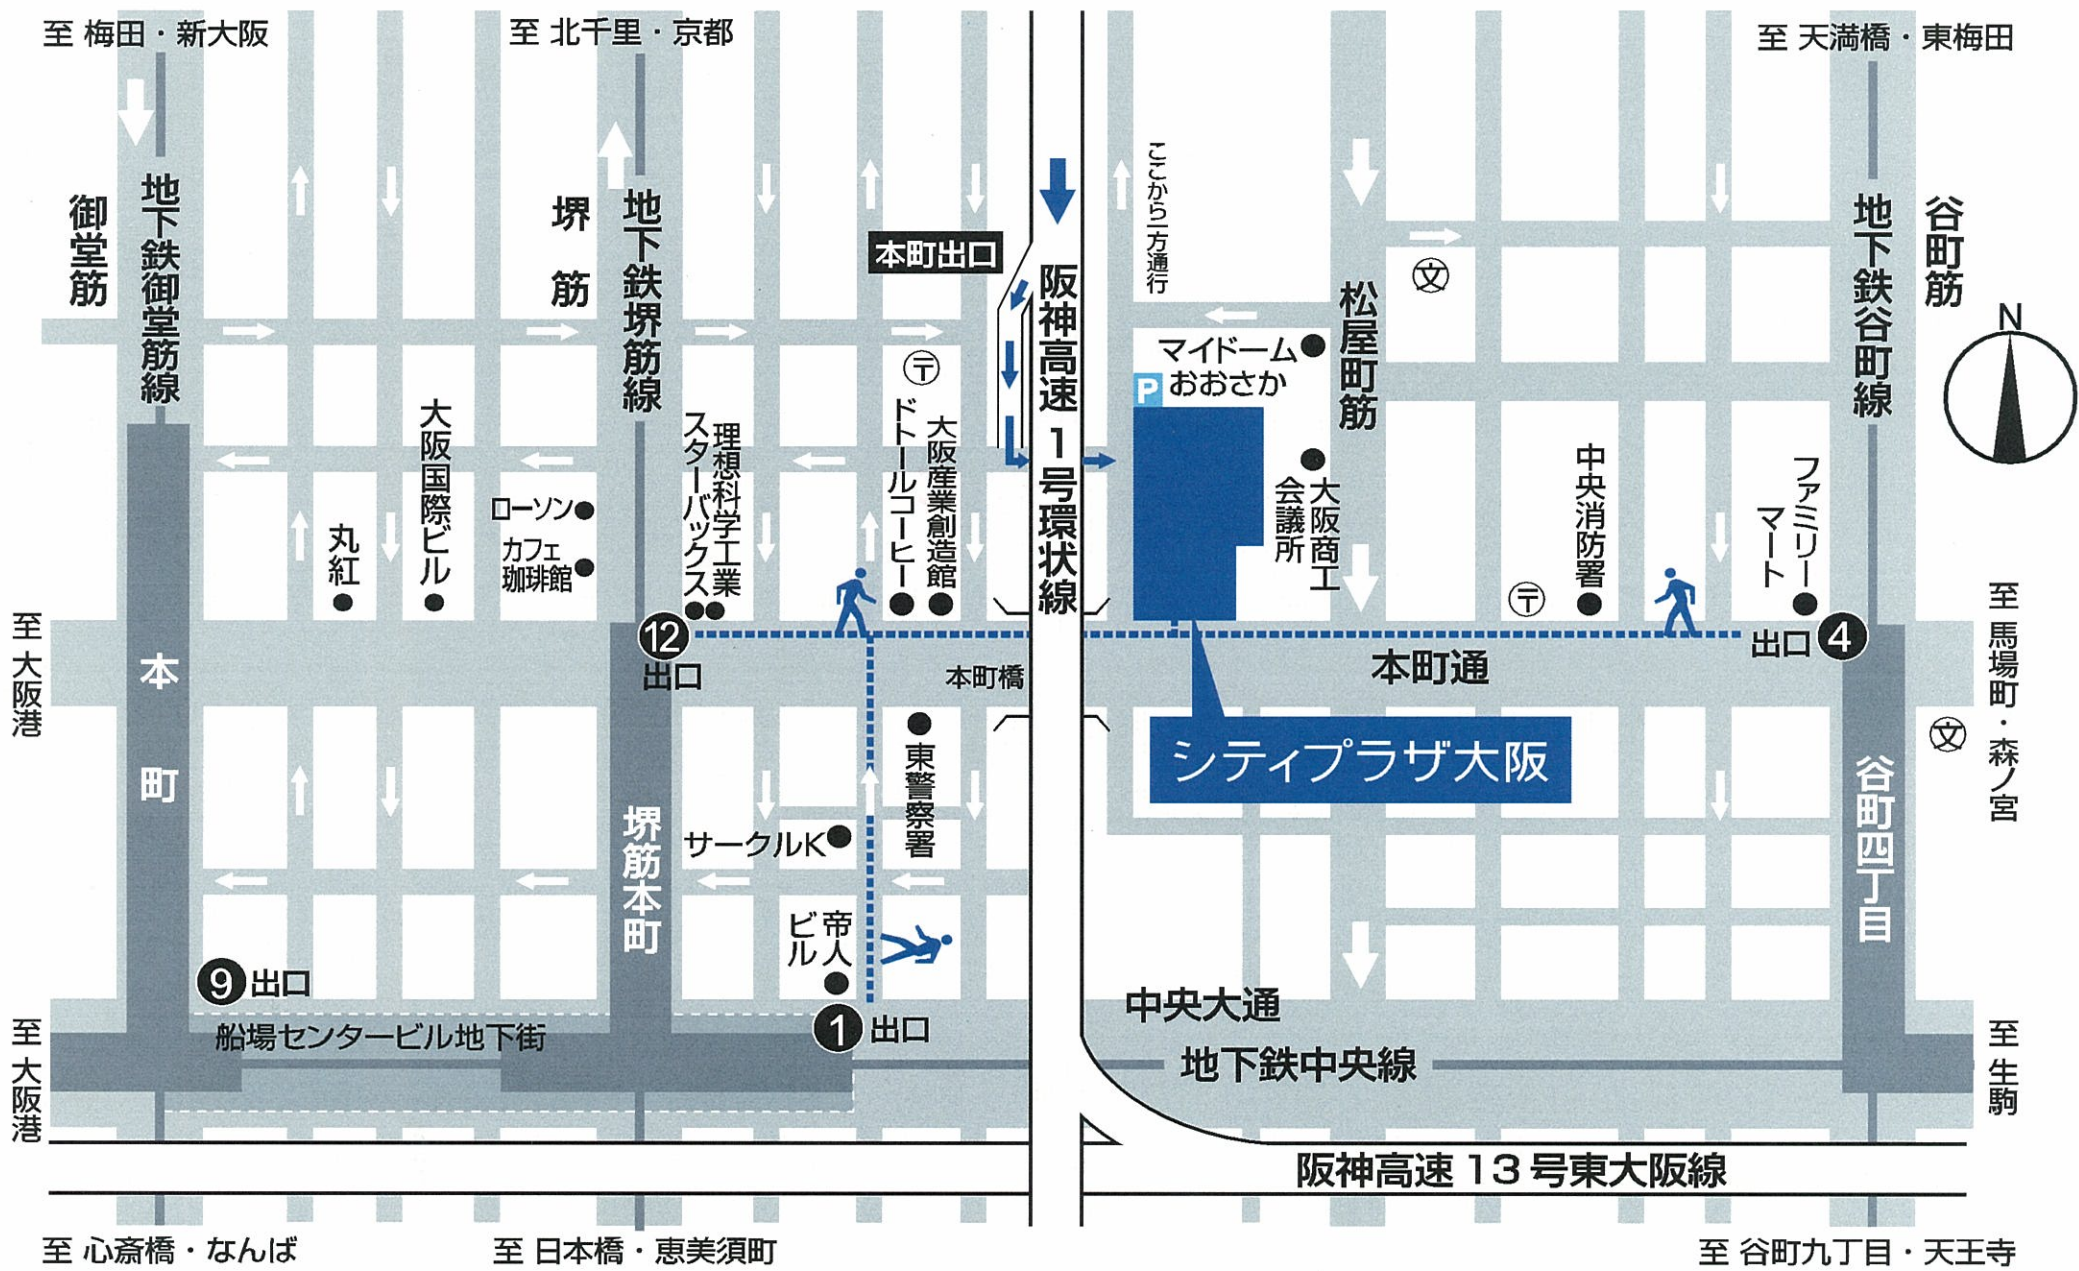 至 梅田・新大阪
至 北千里・京都
至 天満橋・東梅田
御堂筋
地下鉄御堂筋線
堺筋
地下鉄堺筋線
本町出口
阪神高速1号環状線
ここから一方通行
松屋町筋
文
地下鉄谷町線
谷町筋
N
〒
マイドーム
おおさか
P
大阪国際ビル
丸紅
ローソン
カフェ
珈琲館
スターバックス
理想科学工業
ドトールコーヒー
大阪産業創造館
大阪商工
会議所
中央消防署
〒
ファミリー
マート
至 大阪港
本町
12
出口
本町橋
本町通
出口 4
至 馬場町・森ノ宮
文
シティプラザ大阪
東警察署
サークルK
堺筋本町
谷町四丁目
帝人
ビル
9 出口
1 出口
船場センタービル地下街
中央大通
地下鉄中央線
至 大阪港
至 生駒
阪神高速13号東大阪線
至 心斎橋・なんば
至 日本橋・恵美須町
至 谷町九丁目・天王寺